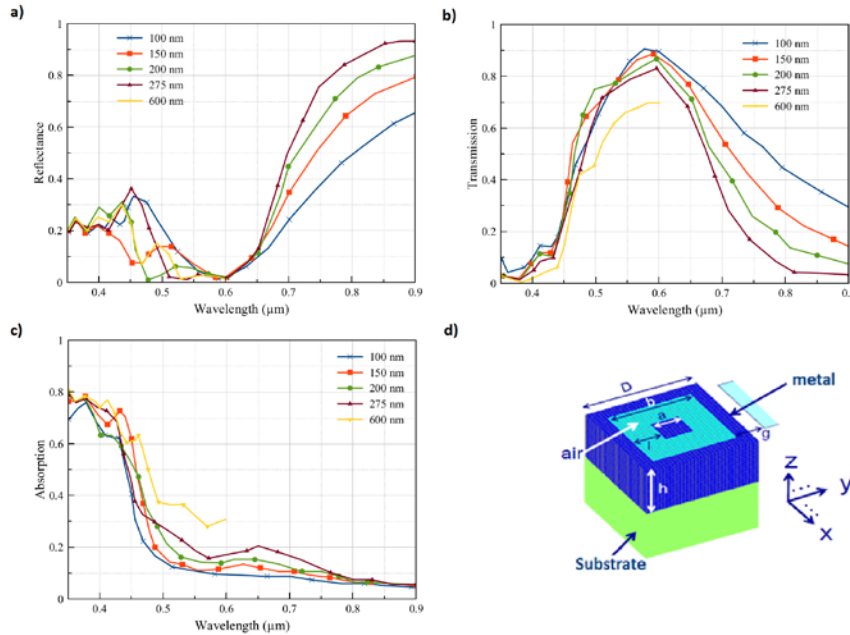 a)
1
0.8
0.6
0.4
0.2
0
Reflectance
100 nm
150 nm
200 nm
275 nm
600 nm
0.4
0.5
0.6
0.7
0.8
0.9
Wavelength (μm)
b)
1
0.8
0.6
0.4
0.2
0
Transmission
100 nm
150 nm
200 nm
275 nm
600 nm
0.4
0.5
0.6
0.7
0.8
0.9
Wavelength (μm)
c)
1
0.8
0.6
0.4
0.2
0
Absorption
100 nm
150 nm
200 nm
275 nm
600 nm
0.4
0.5
0.6
0.7
0.8
0.9
Wavelength (μm)
d)
D
b
a
i
g
h
metal
air
Substrate
z
y
x